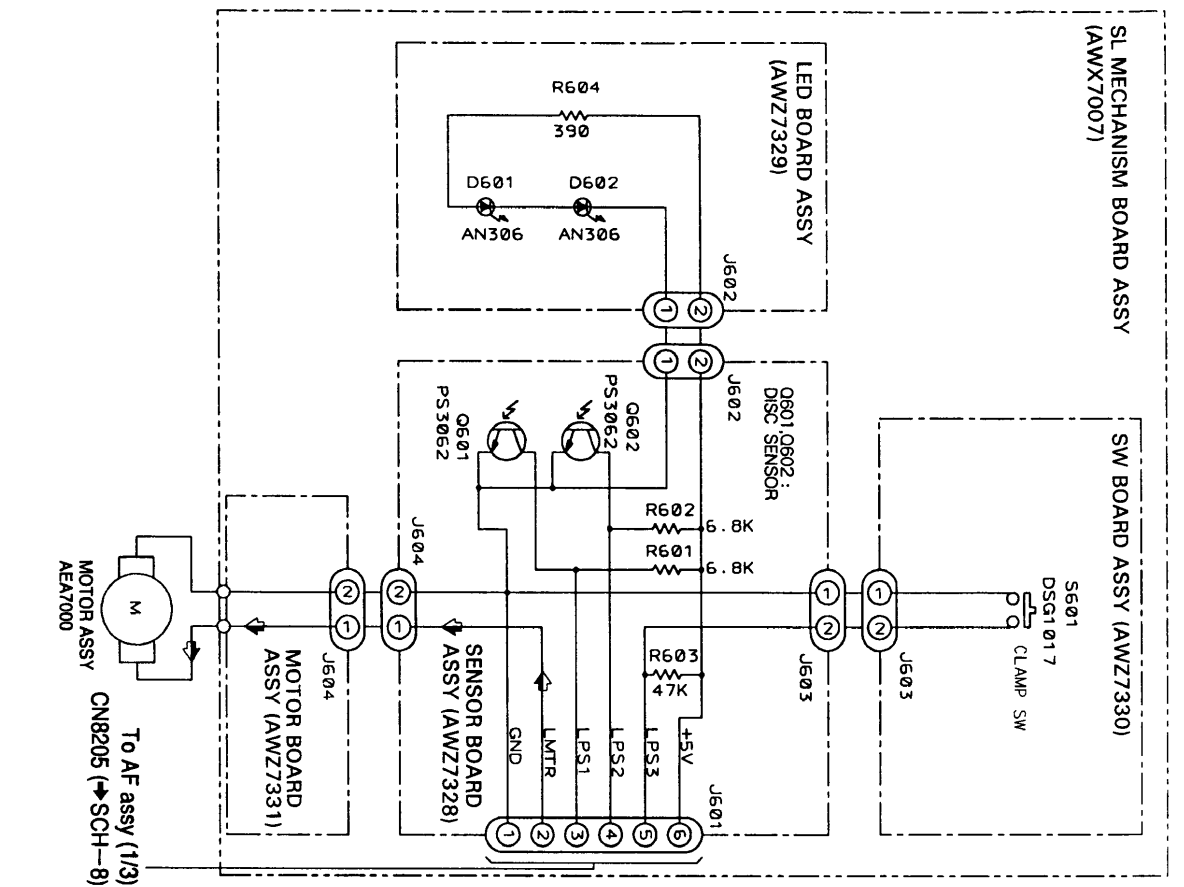 SL MECHANISM BOARD ASSY
(AWX7007)
LED BOARD ASSY
(AWZ7329)
R604
390
D601
D602
AN306
AN306
J602
1
2
1
2
J602
Q601,Q602 :
DISC SENSOR
Q602
PS3062
Q601
PS3062
R602
6.8K
R601
6.8K
SW BOARD ASSY (AWZ7330)
S601
DSG1017
CLAMP SW
1
2
J603
1
2
J603
R603
47K
J604
2
1
2
1
J604
SENSOR BOARD
ASSY (AWZ7328)
MOTOR BOARD
ASSY (AWZ7331)
M
MOTOR ASSY
AEA7000
GND
LMTR
LPS1
LPS2
LPS3
+5V
J601
1
2
3
4
5
6
To AF assy (1/3)
CN8205 (➡SCH−8)